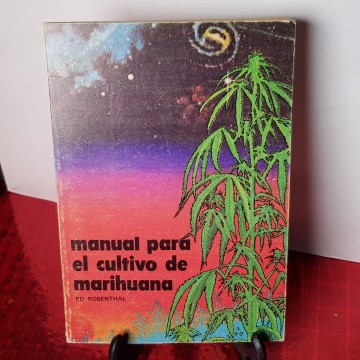 manual para
el cultivo de
marihuana
ED ROSENTHAL